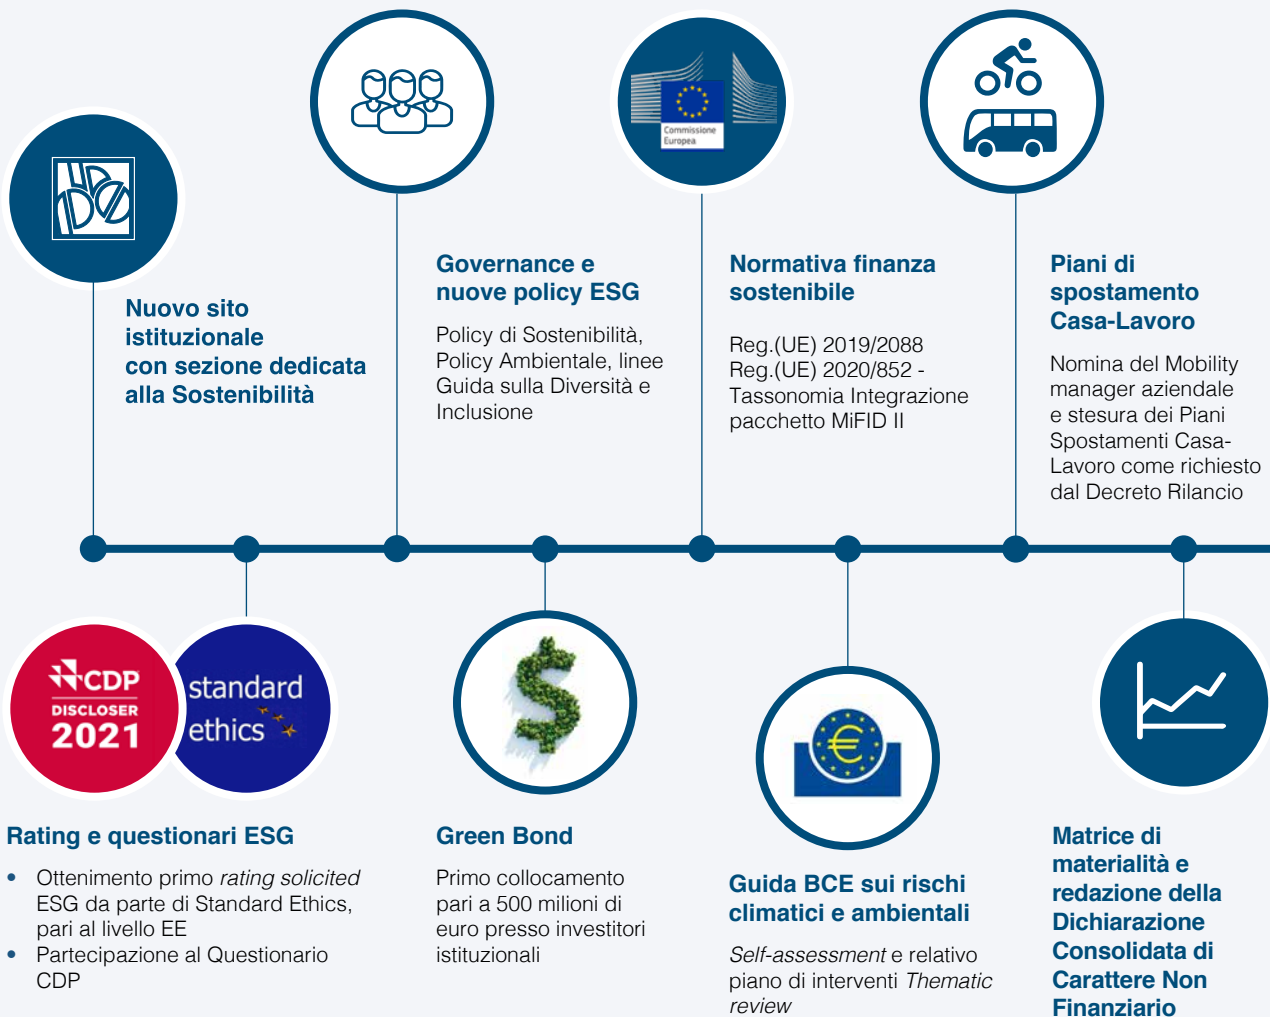 Commissione
Europea
Nuovo sito
istituzionale
con sezione dedicata
alla Sostenibilità
Governance e
nuove policy ESG
Policy di Sostenibilità,
Policy Ambientale, linee
Guida sulla Diversità e
Inclusione
Normativa finanza
sostenibile
Reg.(UE) 2019/2088
Reg.(UE) 2020/852 -
Tassonomia Integrazione
pacchetto MiFID II
Piani di
spostamento
Casa-Lavoro
Nomina del Mobility
manager aziendale
e stesura dei Piani
Spostamenti Casa-
Lavoro come richiesto
dal Decreto Rilancio
CDP
DISCLOSER
2021
standard
ethics
Rating e questionari ESG
• Ottenimento primo rating solicited
ESG da parte di Standard Ethics,
pari al livello EE
• Partecipazione al Questionario
CDP
$
Green Bond
Primo collocamento
pari a 500 milioni di
euro presso investitori
istituzionali
€
Guida BCE sui rischi
climatici e ambientali
Self-assessment e relativo
piano di interventi Thematic
review
Matrice di
materialità e
redazione della
Dichiarazione
Consolidata di
Carattere Non
Finanziario